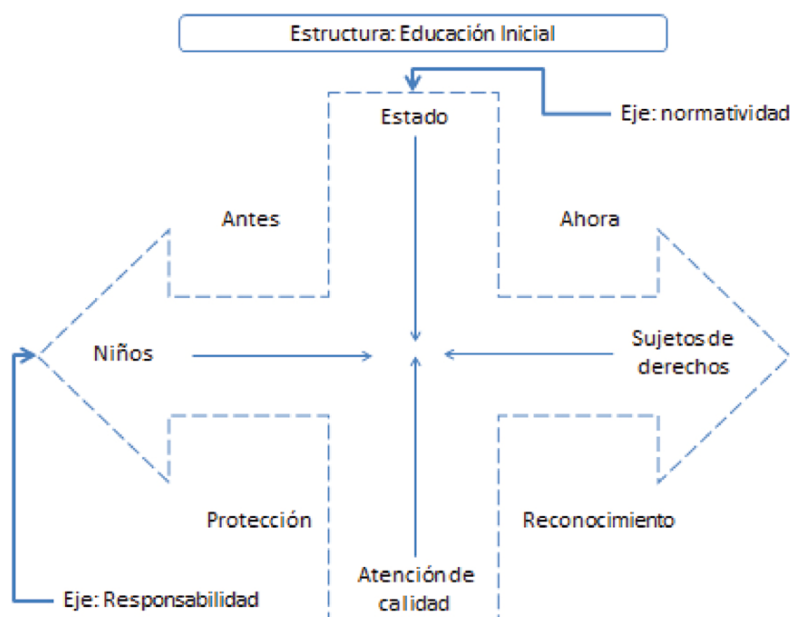 Estructura: Educación Inicial
Estado
Eje: normatividad
Antes
Ahora
Niños
Sujetos de
derechos
Protección
Reconocimiento
Atención de
calidad
Eje: Responsabilidad